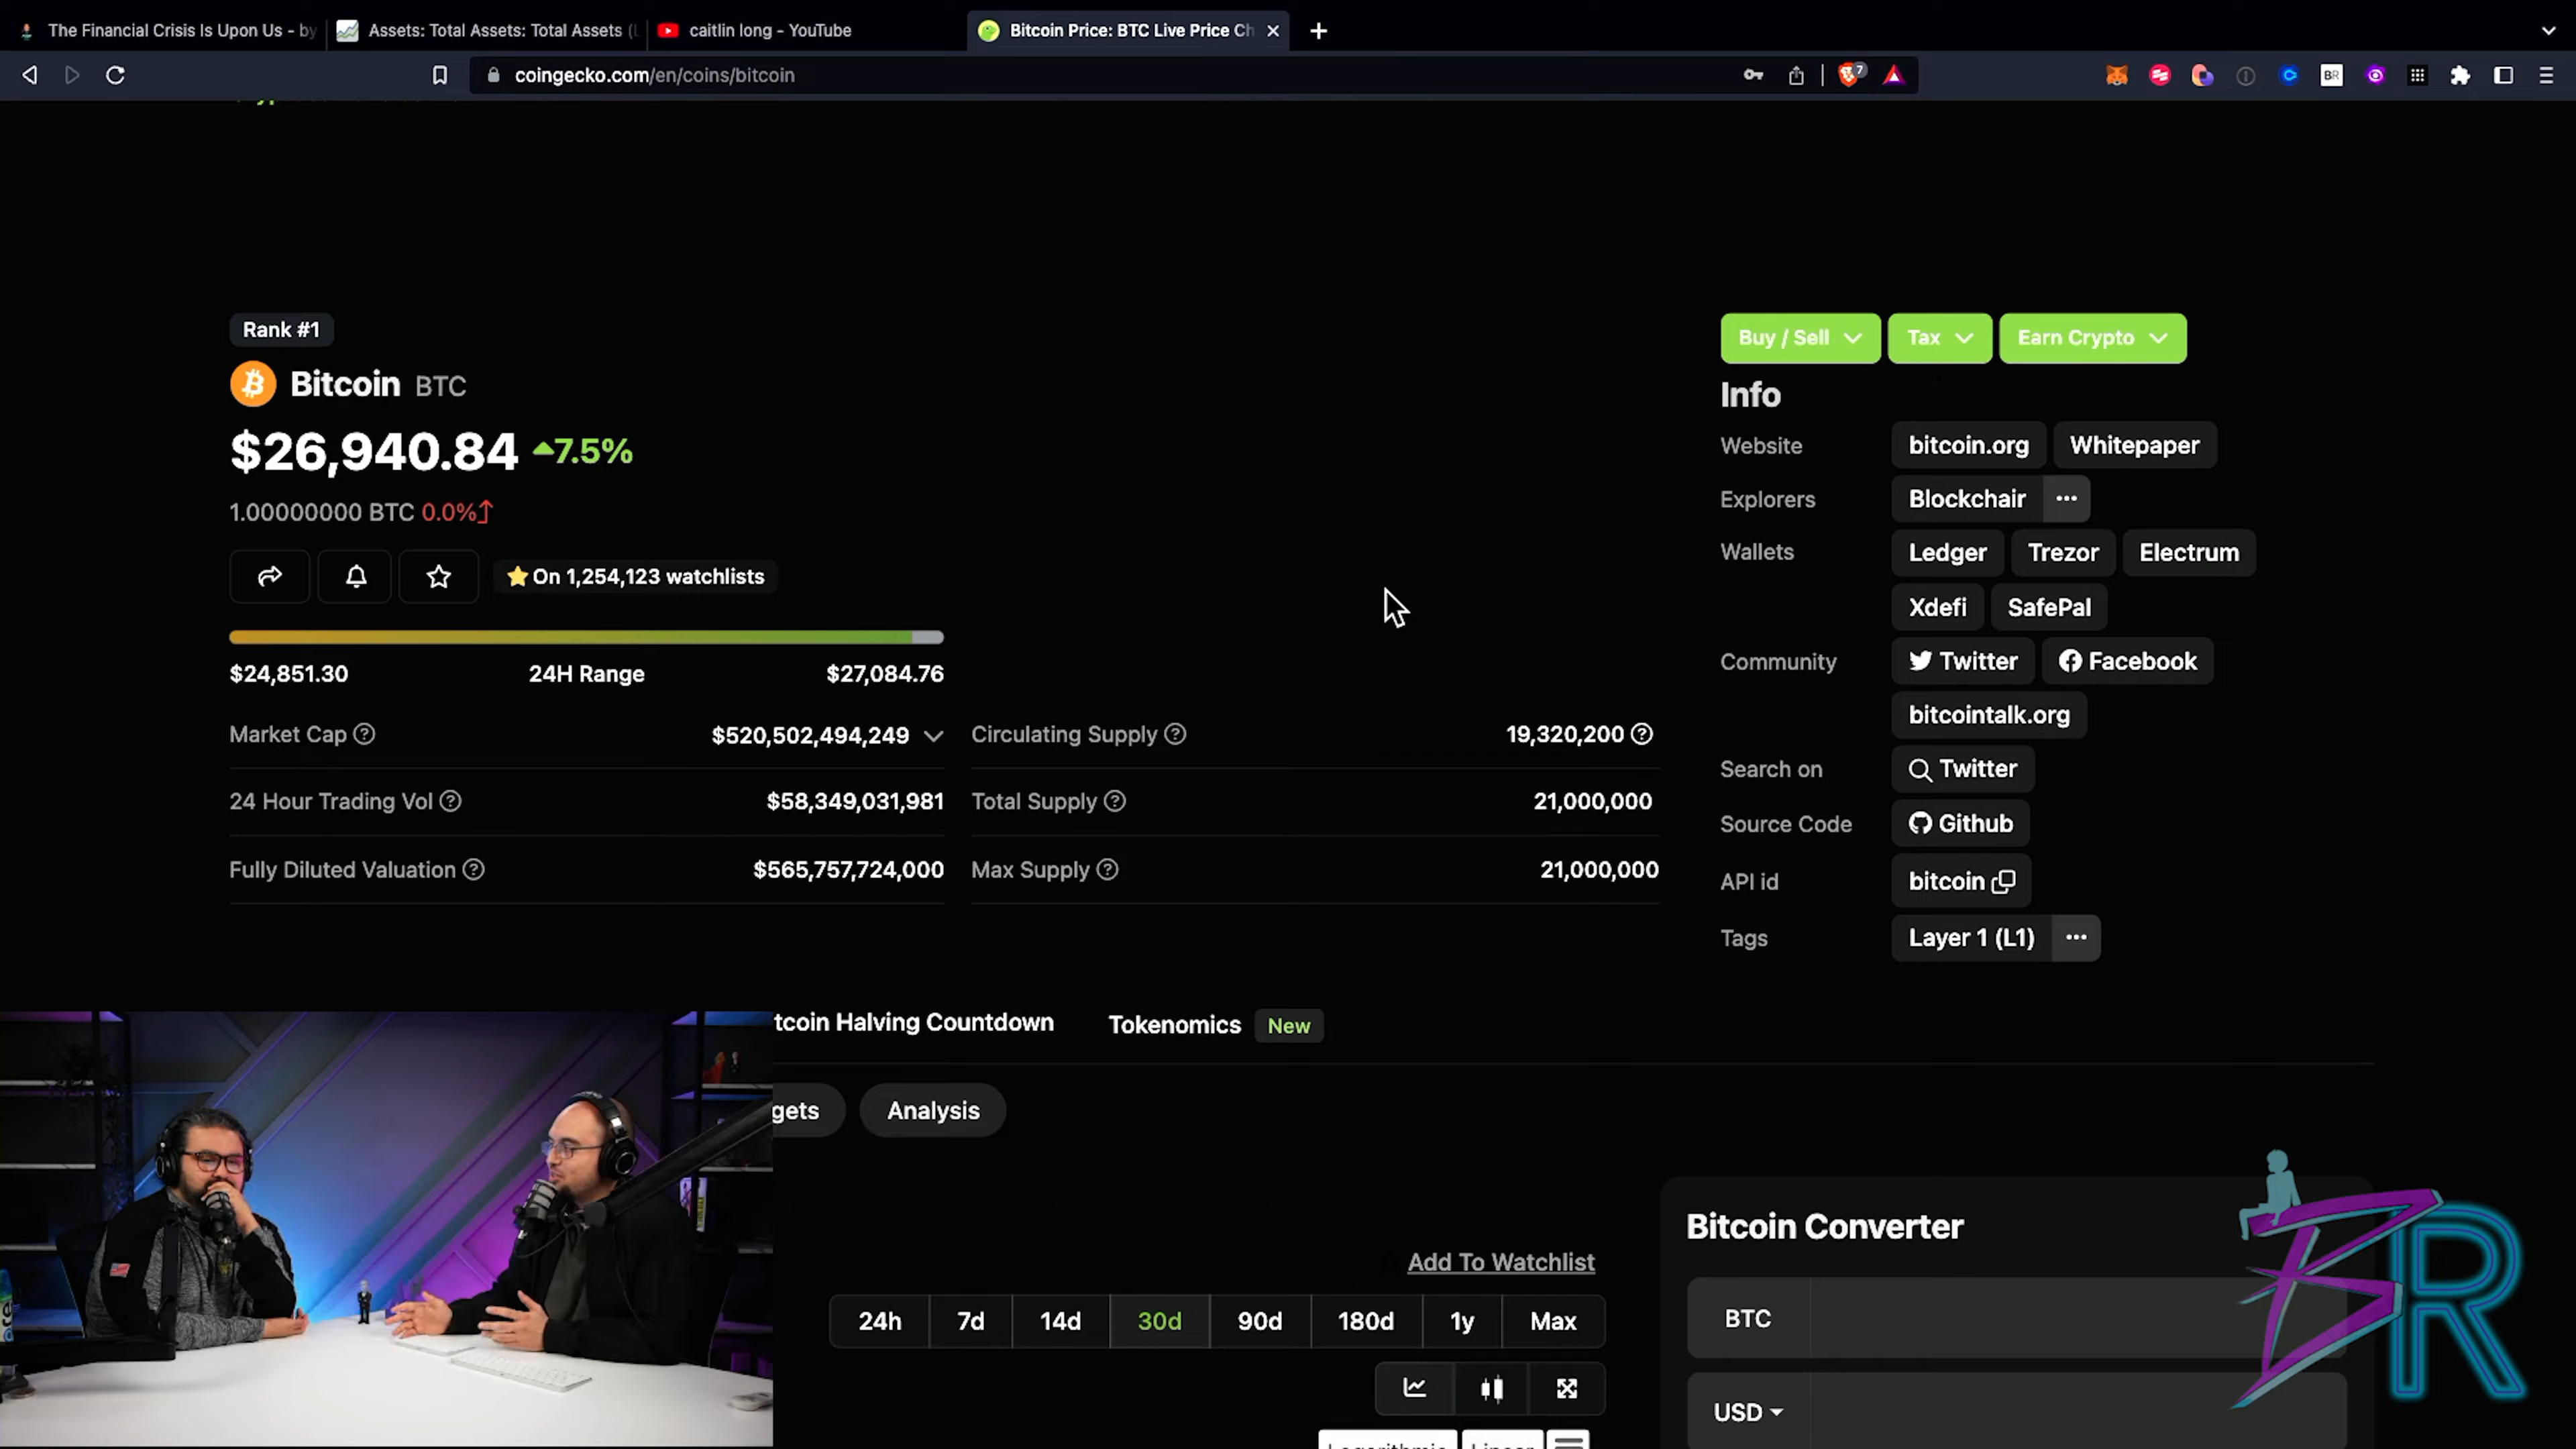 The Financial Crisis Is Upon Us - by
Assets: Total Assets: Total Assets (
caitlin long - YouTube
Bitcoin Price: BTC Live Price Ch
coingecko.com/en/coins/bitcoin
7
BR
Rank #1
Bitcoin BTC
$26,940.84 7.5%
1.00000000 BTC 0.0%
On 1,254,123 watchlists
$24,851.30 24H Range $27,084.76
Market Cap $520,502,494,249
Circulating Supply 19,320,200
24 Hour Trading Vol $58,349,031,981
Total Supply 21,000,000
Fully Diluted Valuation $565,757,724,000
Max Supply 21,000,000
Buy / Sell Tax Earn Crypto
Info
Website bitcoin.org Whitepaper
Explorers Blockchair
Wallets Ledger Trezor Electrum
Xdefi SafePal
Community Twitter Facebook
bitcointalk.org
Search on Twitter
Source Code Github
API id bitcoin
Tags Layer 1 (L1)
tcoin Halving Countdown Tokenomics New
gets Analysis
Add To Watchlist
24h 7d 14d 30d 90d 180d 1y Max
Bitcoin Converter
BTC
USD
BR